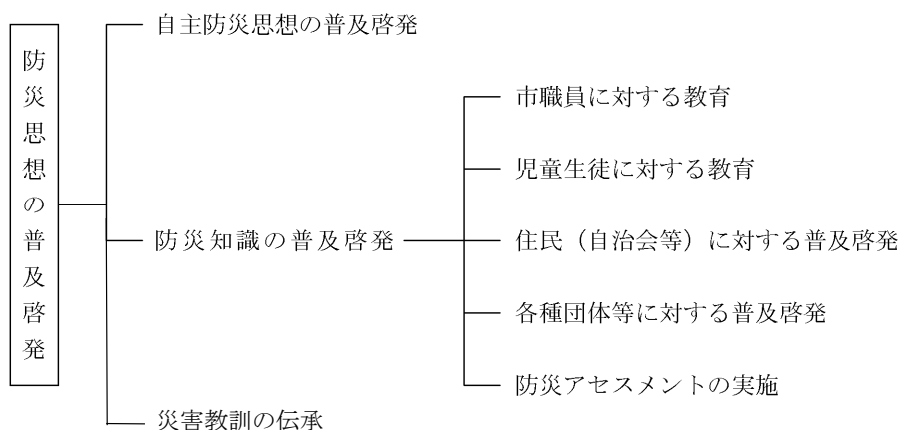 防災思想の普及啓発
自主防災思想の普及啓発
防災知識の普及啓発
市職員に対する教育
児童生徒に対する教育
住民（自治会等）に対する普及啓発
各種団体等に対する普及啓発
防災アセスメントの実施
災害教訓の伝承